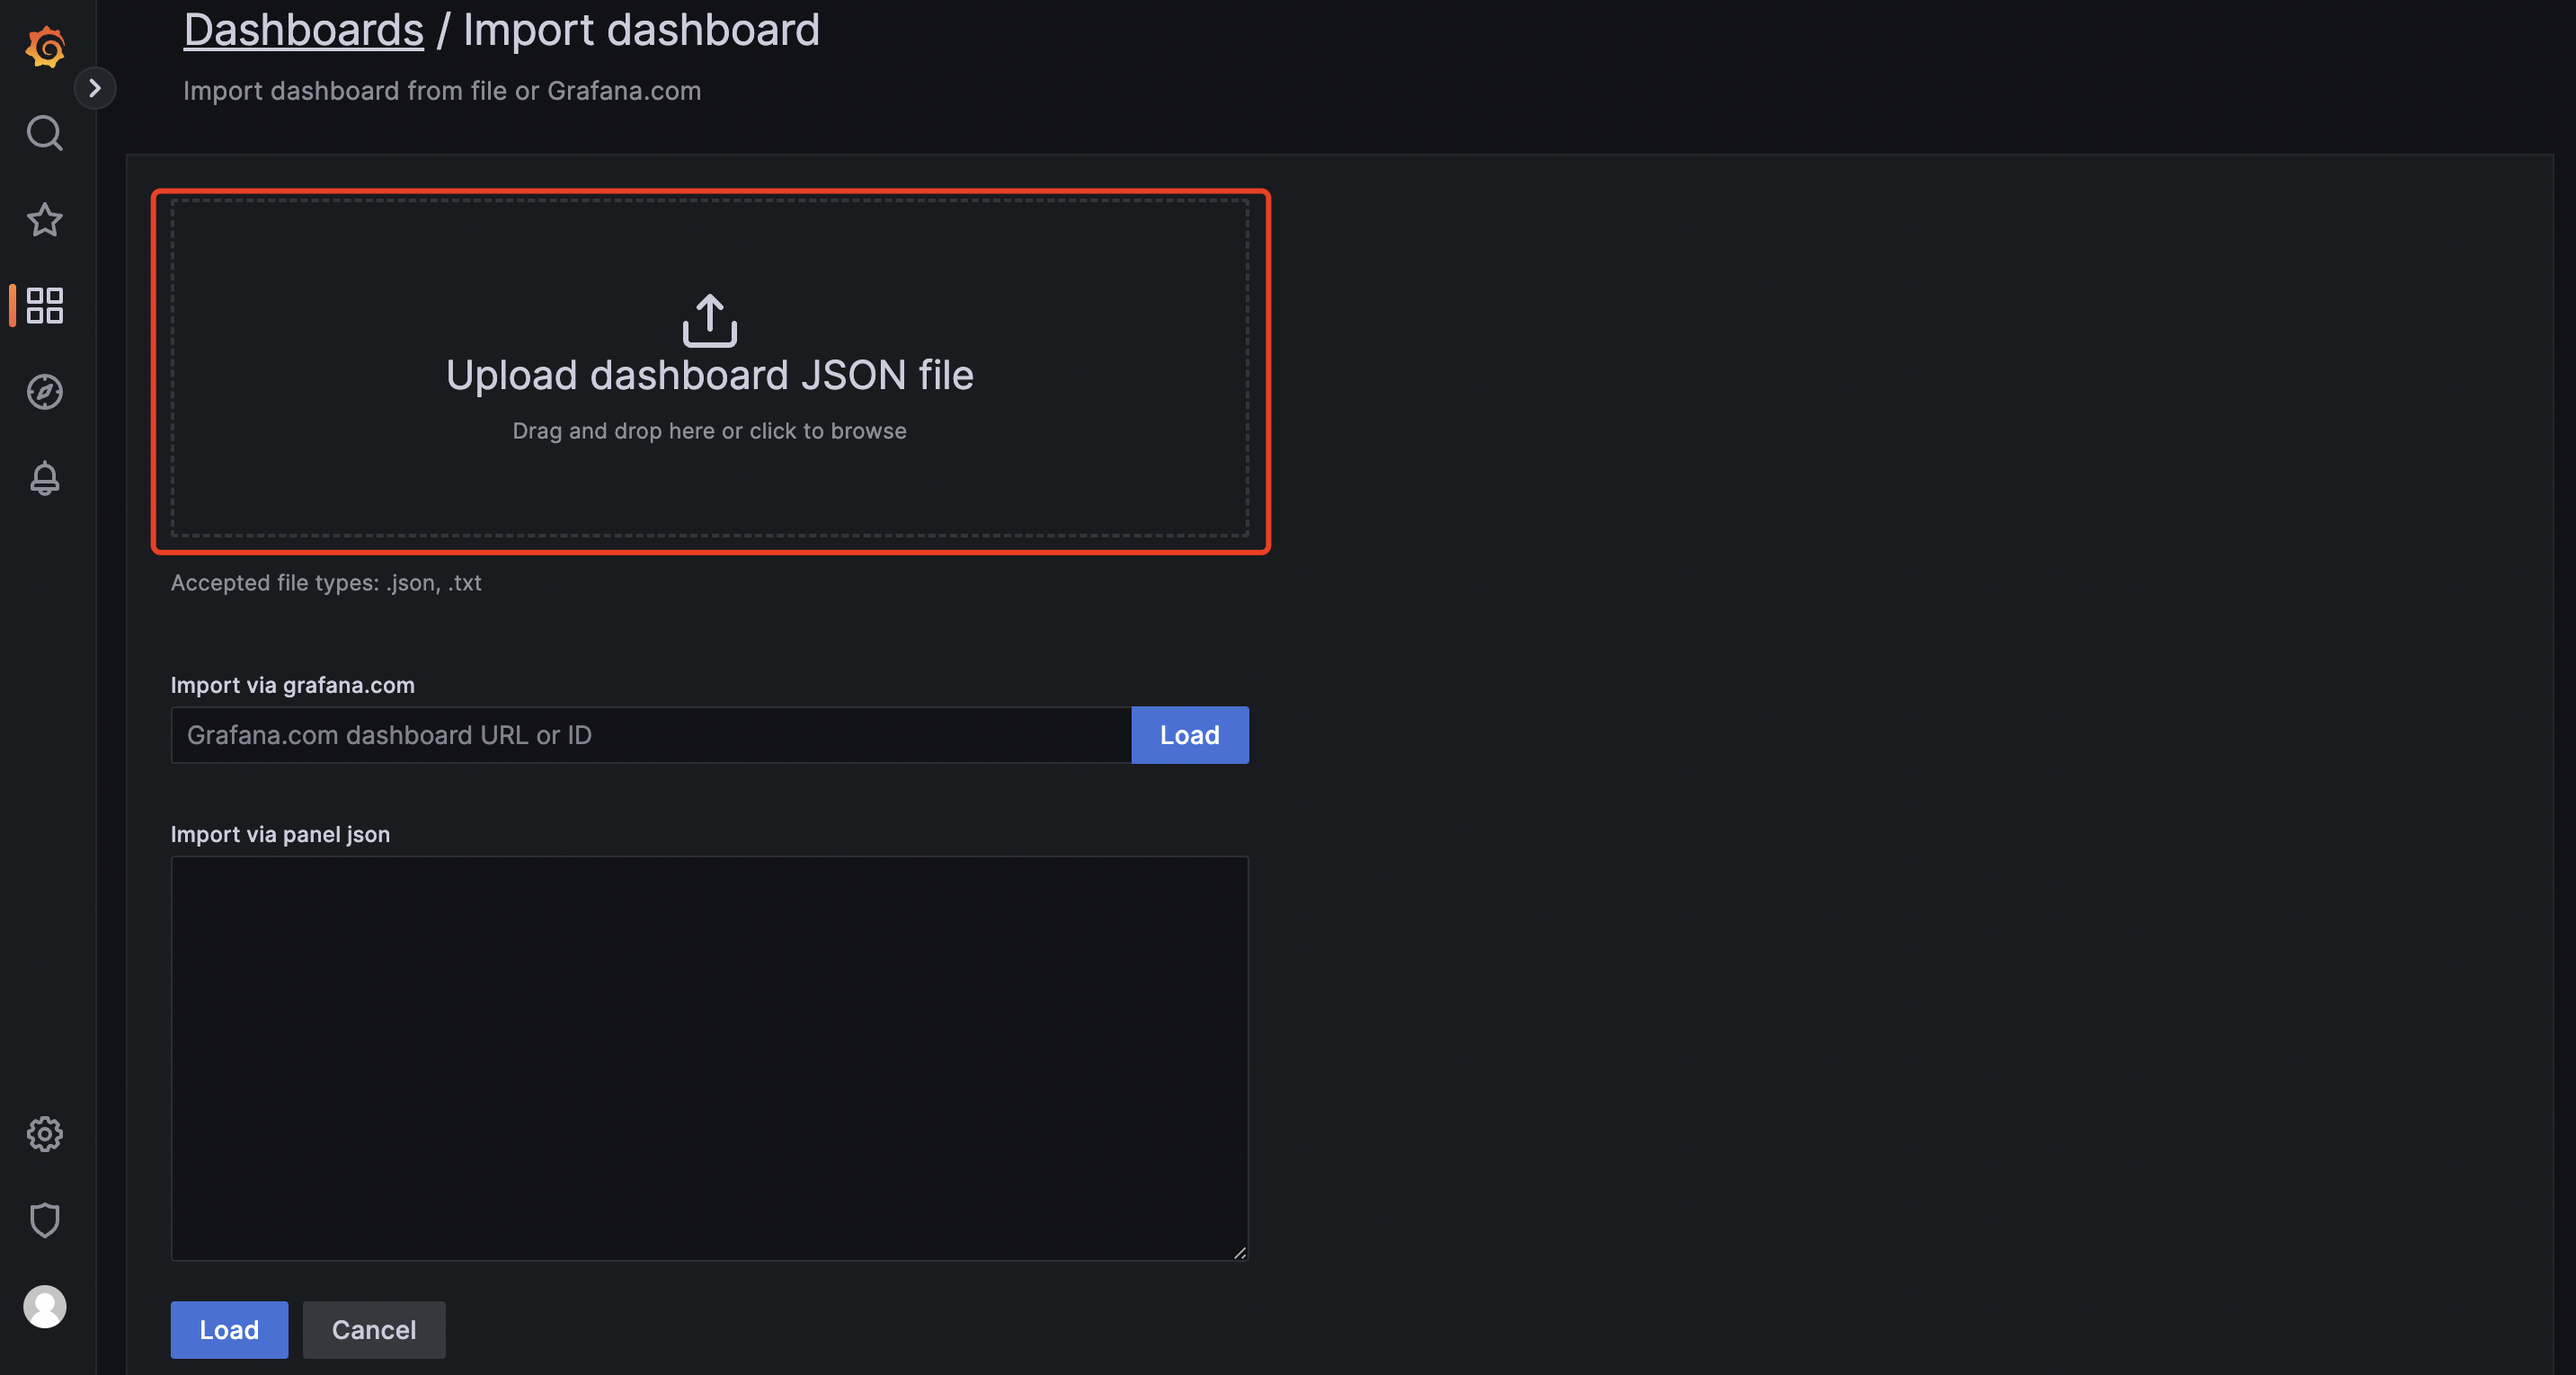 Dashboards / Import dashboard
Import dashboard from file or Grafana.com
Upload dashboard JSON file
Drag and drop here or click to browse
Accepted file types: .json, .txt
Import via grafana.com
Grafana.com dashboard URL or ID
Load
Import via panel json
Load
Cancel